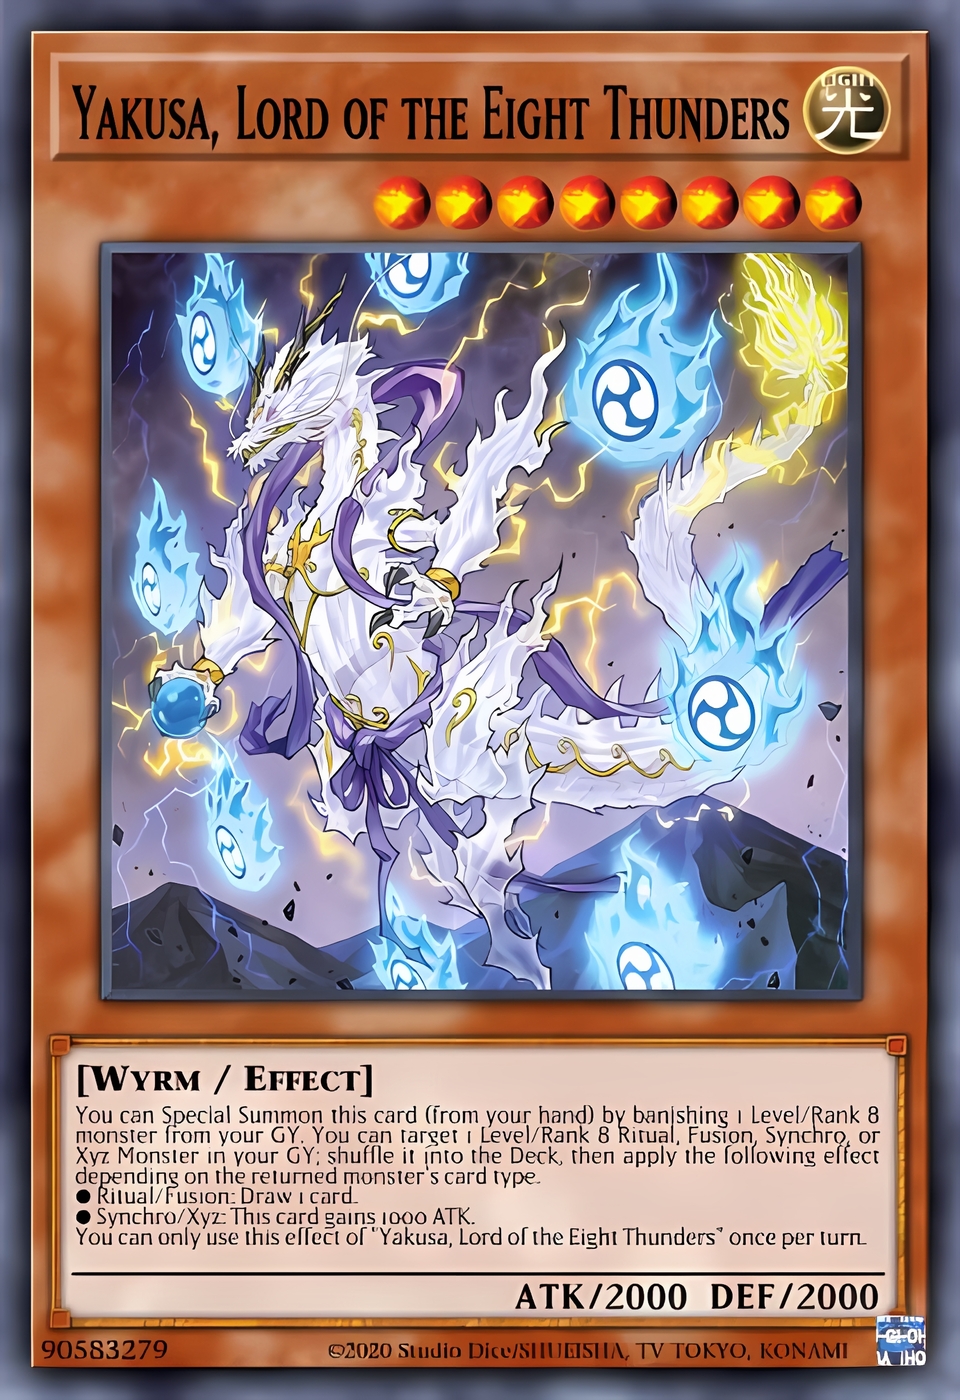 Yakusa, Lord of the Eight Thunders
光
[Wyrm / Effect]
You can Special Summon this card (from your hand) by banishing 1 Level/Rank 8
monster from your GY. You can target 1 Level/Rank 8 Ritual, Fusion, Synchro, or
Xyz Monster in your GY; shuffle it into the Deck, then apply the following effect
depending on the returned monster's card type.
● Ritual/Fusion: Draw 1 card.
● Synchro/Xyz: This card gains 1000 ATK.
You can only use this effect of "Yakusa, Lord of the Eight Thunders" once per turn.
ATK/2000 DEF/2000
90583279
©2020 Studio Dice/SHUEISHA, TV TOKYO, KONAMI